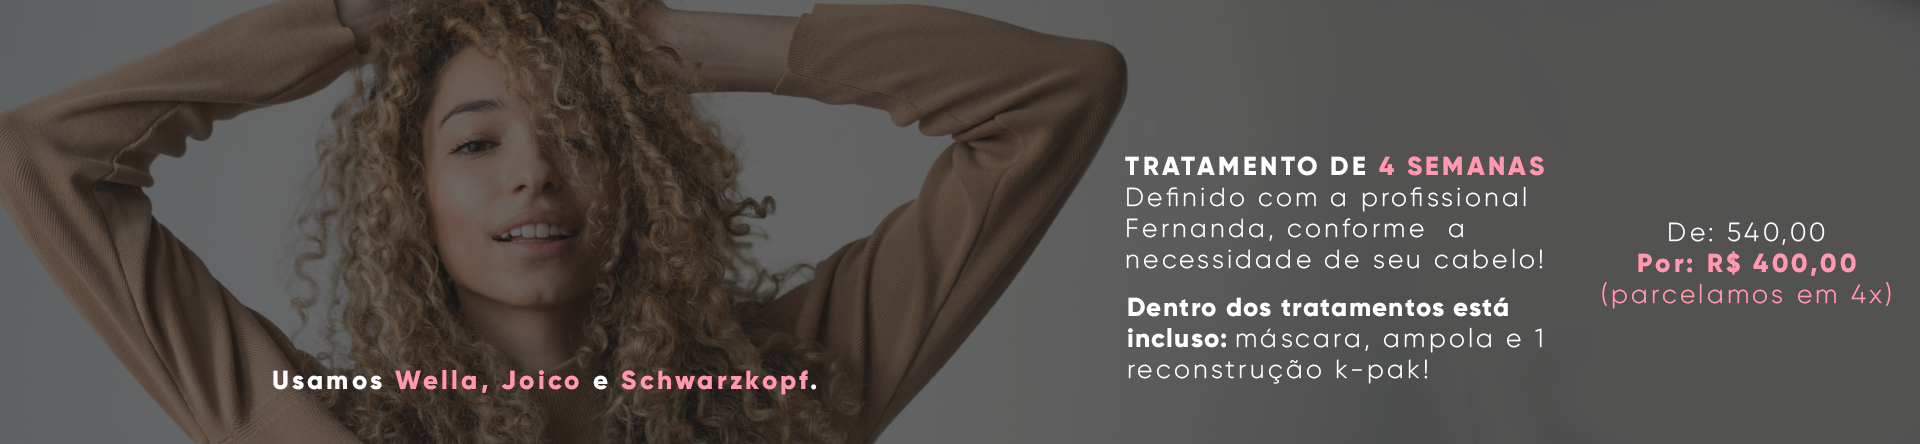 TRATAMENTO DE 4 SEMANAS
Definido com a profissional
Fernanda, conforme a
necessidade de seu cabelo!
Dentro dos tratamentos está
incluso: máscara, ampola e 1
reconstrução k-pak!
De: 540,00
Por: R$ 400,00
(parcelamos em 4x)
Usamos Wella, Joico e Schwarzkopf.